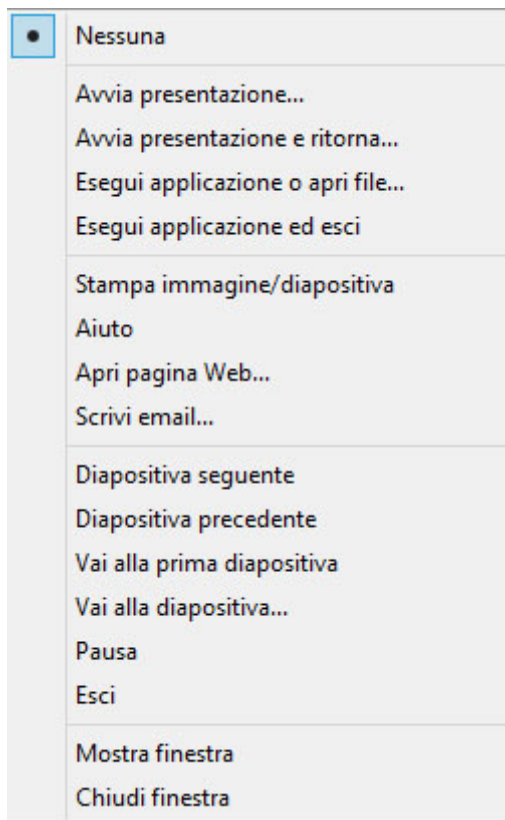 Nessuna
Avvia presentazione...
Avvia presentazione e ritorna...
Esegui applicazione o apri file...
Esegui applicazione ed esci
Stampa immagine/diapositiva
Aiuto
Apri pagina Web...
Scrivi email...
Diapositiva seguente
Diapositiva precedente
Vai alla prima diapositiva
Vai alla diapositiva...
Pausa
Esci
Mostra finestra
Chiudi finestra